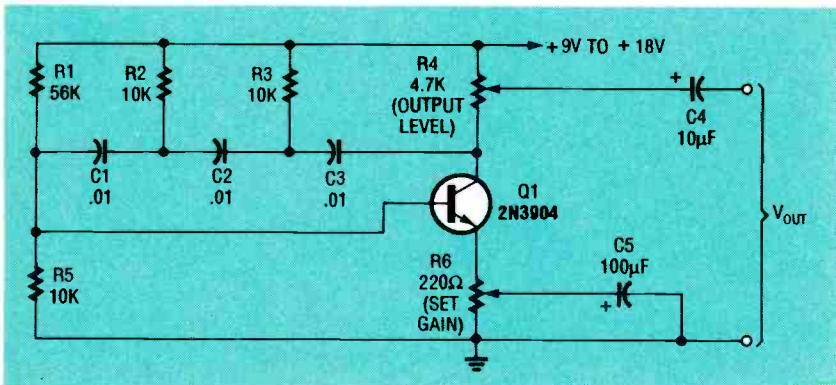 + 9V TO + 18V
R1
56K
R2
10K
R3
10K
R4
4.7K
(OUTPUT
LEVEL)
+
C4
10μF
C1
.01
C2
.01
C3
.01
Q1
2N3904
VOUT
R5
10K
R6
220Ω
(SET
GAIN)
C5
100μF
+